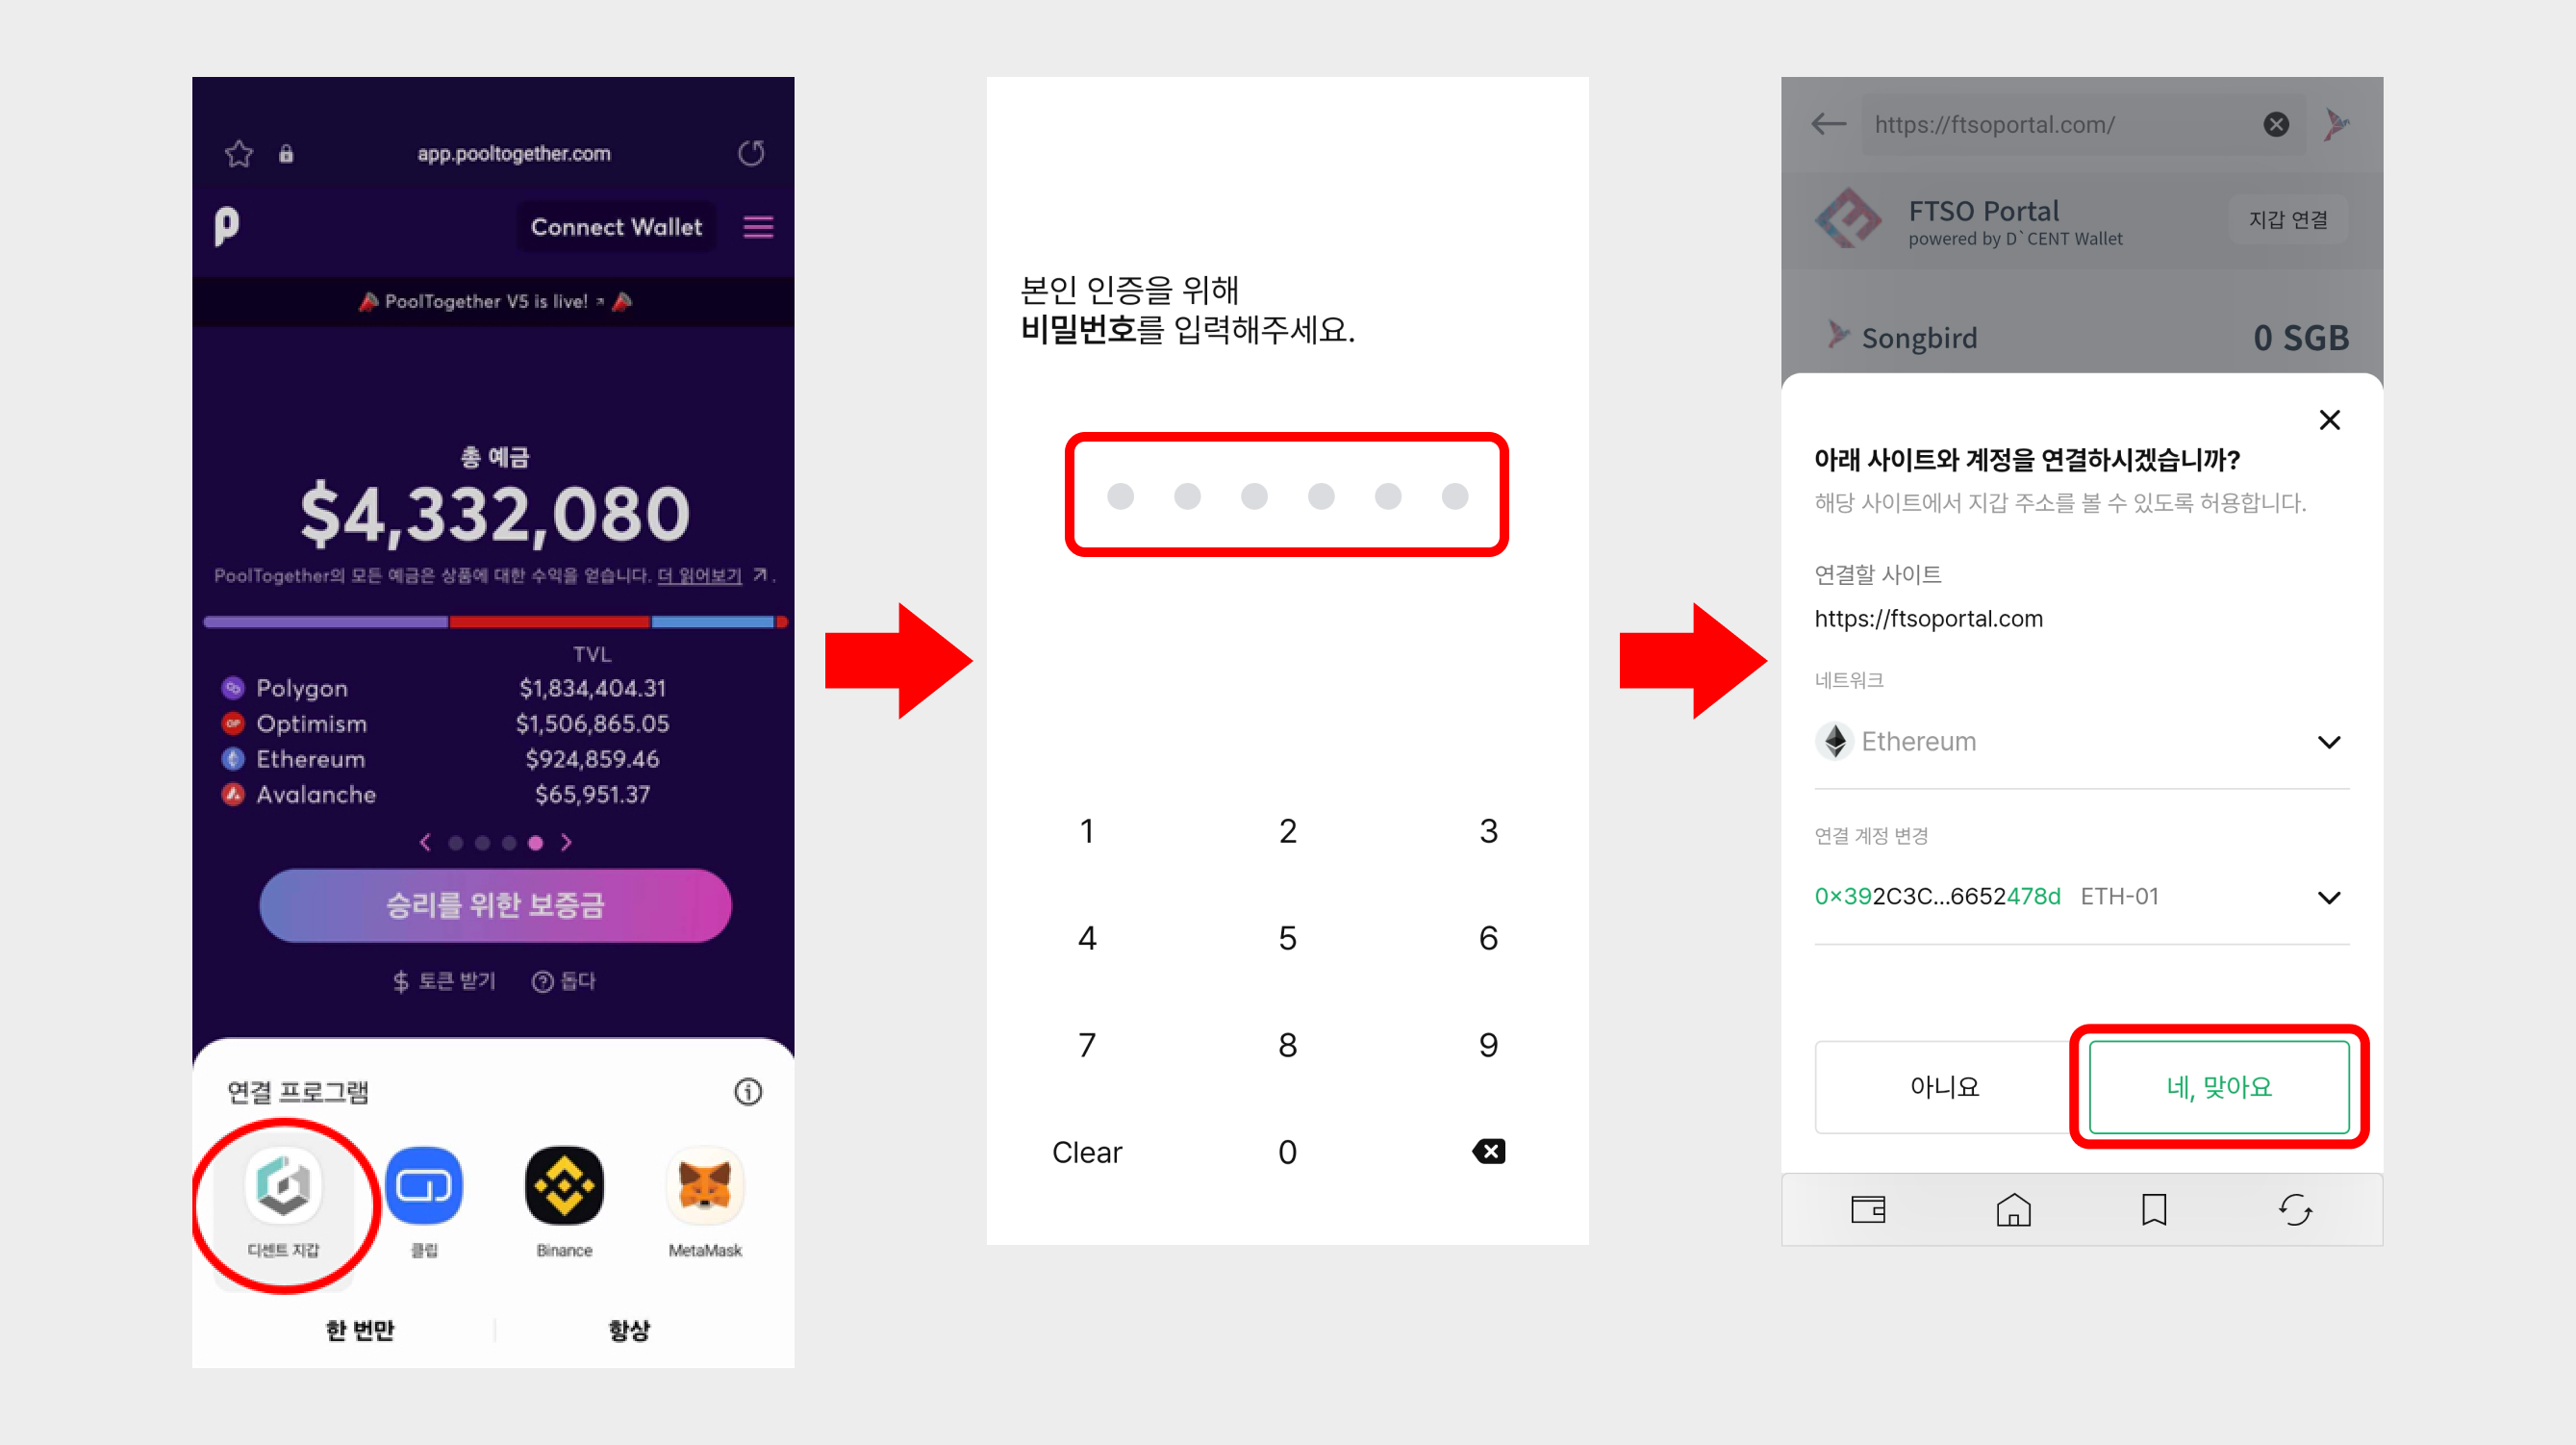 app.pooltogether.com
Connect Wallet
PoolTogether V5 is live!
총 예금
$4,332,080
PoolTogether의 모든 예금은 상품에 대한 수익을 얻습니다. 더 읽어보기 .
TVL
Polygon $1,834,404.31
Optimism $1,506,865.05
Ethereum $924,859.46
Avalanche $65,951.37
승리를 위한 보증금
$ 토큰 받기 ? 돕다
연결 프로그램
디센트 지갑 클립 Binance MetaMask
한 번만 항상
본인 인증을 위해
비밀번호를 입력해주세요.
1 2 3
4 5 6
7 8 9
Clear 0
https://ftsoportal.com/
FTSO Portal
powered by D`CENT Wallet
지갑 연결
Songbird 0 SGB
아래 사이트와 계정을 연결하시겠습니까?
해당 사이트에서 지갑 주소를 볼 수 있도록 허용합니다.
연결할 사이트
https://ftsoportal.com
네트워크
Ethereum
연결 계정 변경
0×392C3C...6652478d ETH-01
아니요 네, 맞아요